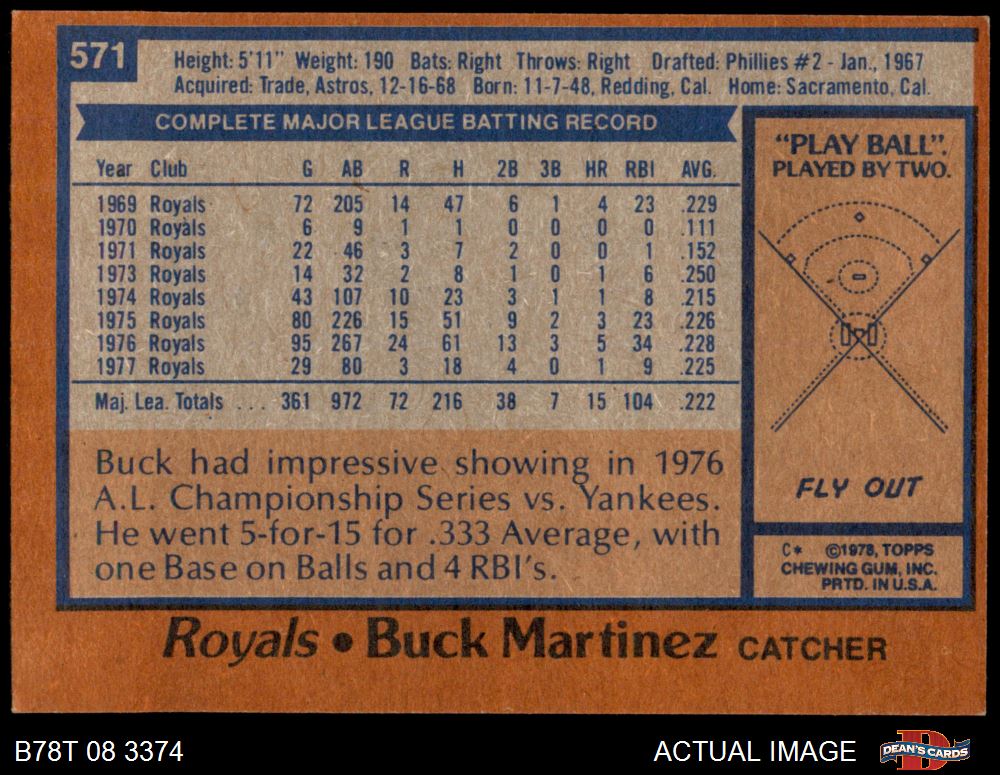 571
Height: 5'11" Weight: 190 Bats: Right Throws: Right Drafted: Phillies #2 - Jan., 1967
Acquired: Trade, Astros, 12-16-68 Born: 11-7-48, Redding, Cal. Home: Sacramento, Cal.
COMPLETE MAJOR LEAGUE BATTING RECORD
Year Club G AB R H 2B 3B HR RBI AVG.
1969 Royals 72 205 14 47 6 1 4 23 .229
1970 Royals 6 9 1 1 0 0 0 0 .111
1971 Royals 22 46 3 7 2 0 0 1 .152
1973 Royals 14 32 2 8 1 0 1 6 .250
1974 Royals 43 107 10 23 3 1 1 8 .215
1975 Royals 80 226 15 51 9 2 3 23 .226
1976 Royals 95 267 24 61 13 3 5 34 .228
1977 Royals 29 80 3 18 4 0 1 9 .225
Maj. Lea. Totals ... 361 972 72 216 38 7 15 104 .222
Buck had impressive showing in 1976
A.L. Championship Series vs. Yankees.
He went 5-for-15 for .333 Average, with
one Base on Balls and 4 RBI's.
"PLAY BALL".
PLAYED BY TWO.
FLY OUT
C* ©1978, TOPPS
CHEWING GUM, INC.
PRTD. IN U.S.A.
Royals • Buck Martinez CATCHER
B78T 08 3374
ACTUAL IMAGE
D
DEAN'S CARDS